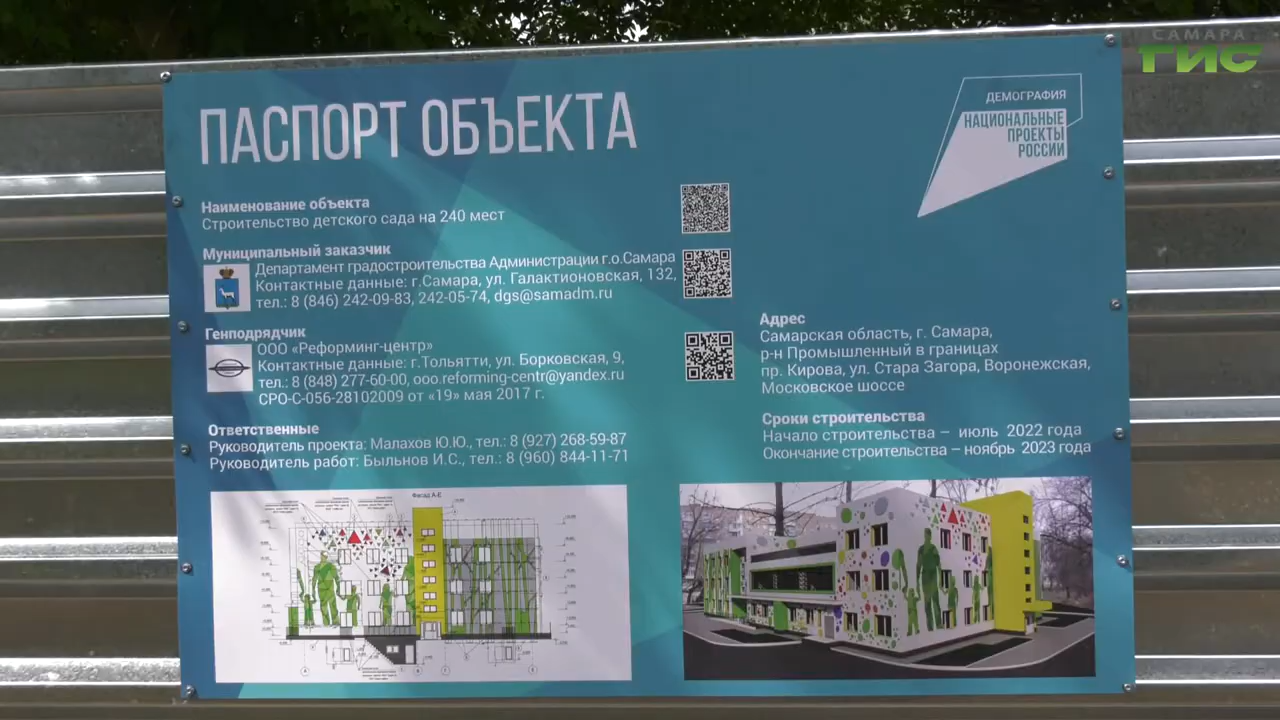 САМАРА
ГИС
ПАСПОРТ ОБЪЕКТА
ДЕМОГРАФИЯ
НАЦИОНАЛЬНЫЕ
ПРОЕКТЫ
РОССИИ
Наименование объекта
Строительство детского сада на 240 мест
Муниципальный заказчик
Департамент градостроительства Администрации г.о.Самара
Контактные данные: г.Самара, ул. Галактионовская, 132,
тел.: 8 (846) 242-09-83, 242-05-74, dgs@samadm.ru
Генподрядчик
ООО «Реформинг-центр»
Контактные данные: г.Тольятти, ул. Борковская, 9,
тел.: 8 (848) 277-60-00, ooo.reforming-centr@yandex.ru
СРО-С-056-28102009 от «19» мая 2017 г.
Ответственные
Руководитель проекта: Малахов Ю.Ю., тел.: 8 (927) 268-59-87
Руководитель работ: Быльнов И.С., тел.: 8 (960) 844-11-71
Адрес
Самарская область, г. Самара,
р-н Промышленный в границах
пр. Кирова, ул. Стара Загора, Воронежская,
Московское шоссе
Сроки строительства
Начало строительства – июль 2022 года
Окончание строительства – ноябрь 2023 года
Фасад А-Е